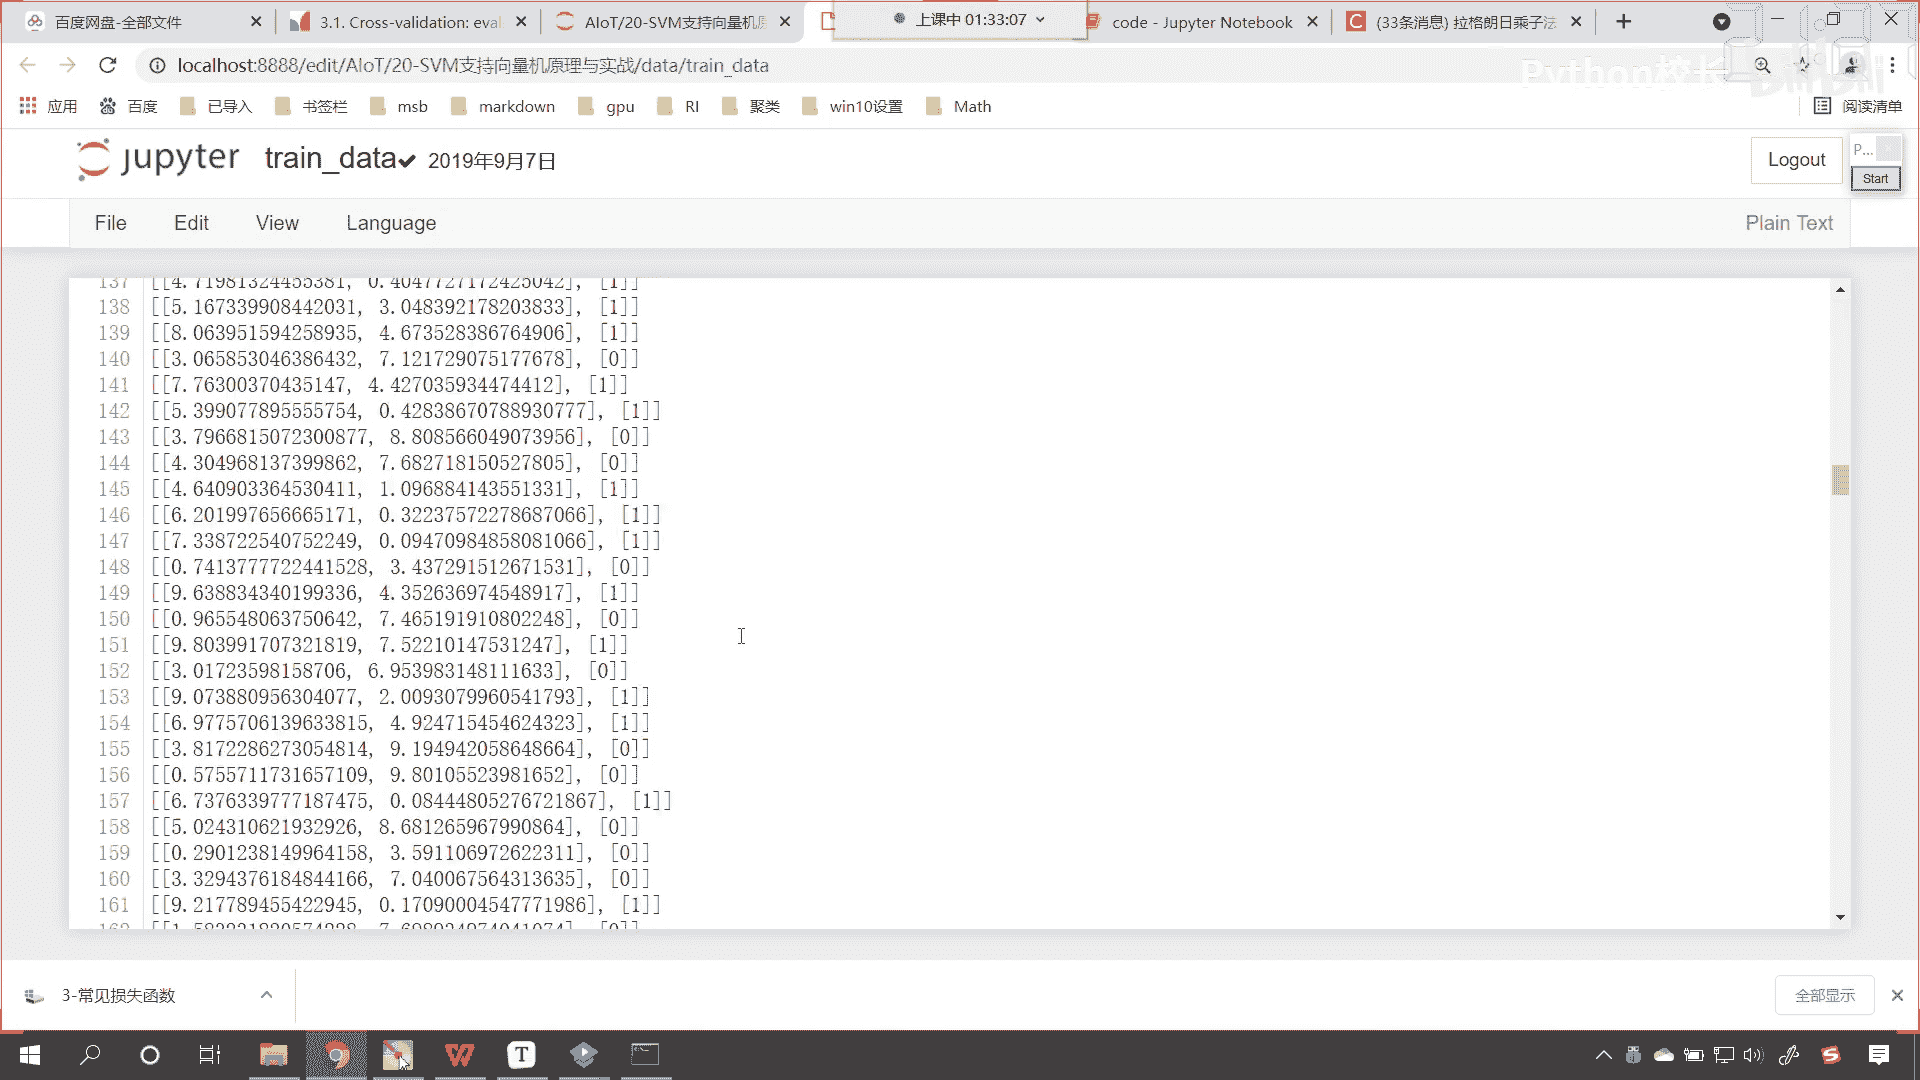 百度网盘-全部文件
3.1. Cross-validation: eval
AIoT/20-SVM支持向量机原
上课中 01:33:07
code - Jupyter Notebook
(33条消息) 拉格朗日乘子法
localhost:8888/edit/AIoT/20-SVM支持向量机原理与实战/data/train_data
Python校长
bilibili
应用
百度
已导入
书签栏
msb
markdown
gpu
RI
聚类
win10设置
Math
阅读清单
jupyter
train_data
2019年9月7日
Logout
P...
Start
File
Edit
View
Language
Plain Text
137 [[4.71981324455381, 0.4047727172425042], [1]]
138 [[5.167339908442031, 3.048392178203833], [1]]
139 [[8.063951594258935, 4.673528386764906], [1]]
140 [[3.065853046386432, 7.121729075177678], [0]]
141 [[7.76300370435147, 4.427035934474412], [1]]
142 [[5.399077895555754, 0.42838670788930777], [1]]
143 [[3.7966815072300877, 8.808566049073956], [0]]
144 [[4.304968137399862, 7.682718150527805], [0]]
145 [[4.640903364530411, 1.096884143551331], [1]]
146 [[6.201997656665171, 0.32237572278687066], [1]]
147 [[7.338722540752249, 0.09470984858081066], [1]]
148 [[0.7413777722441528, 3.437291512671531], [0]]
149 [[9.638834340199336, 4.352636974548917], [1]]
150 [[0.965548063750642, 7.465191910802248], [0]]
151 [[9.803991707321819, 7.52210147531247], [1]]
152 [[3.01723598158706, 6.953983148111633], [0]]
153 [[9.073880956304077, 2.0093079960541793], [1]]
154 [[6.9775706139633815, 4.924715454624323], [1]]
155 [[3.8172286273054814, 9.194942058648664], [0]]
156 [[0.5755711731657109, 9.80105523981652], [0]]
157 [[6.7376339777187475, 0.08444805276721867], [1]]
158 [[5.024310621932926, 8.681265967990864], [0]]
159 [[0.2901238149964158, 3.591106972622311], [0]]
160 [[3.3294376184844166, 7.040067564313635], [0]]
161 [[9.217789455422945, 0.17090004547771986], [1]]
3-常见损失函数
全部显示